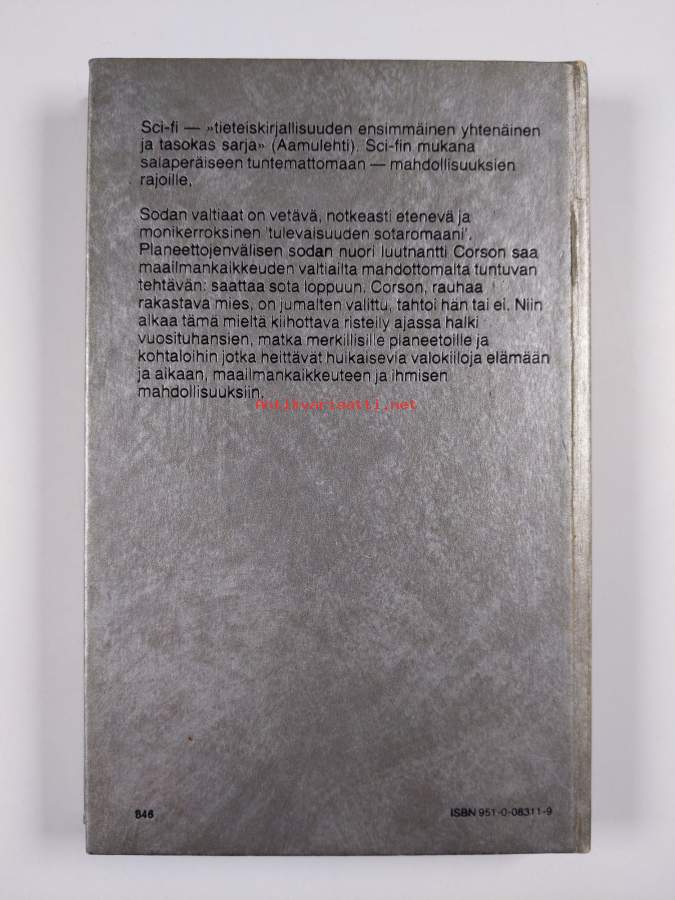 Sci-fi — »tieteiskirjallisuuden ensimmäinen yhtenäinen
ja tasokas sarja» (Aamulehti). Sci-fin mukana
salaperäiseen tuntemattomaan — mahdollisuuksien
rajoille.
Sodan valtiaat on vetävä, notkeasti etenevä ja
monikerroksinen 'tulevaisuuden sotaromaani'.
Planeettojenvälisen sodan nuori luutnantti Corson saa
maailmankaikkeuden valtiailta mahdottomalta tuntuvan
tehtävän: saattaa sota loppuun. Corson, rauhaa
rakastava mies, on jumalten valittu, tahtoi hän tai ei. Niin
alkaa tämä mieltä kiihottava risteily ajassa halki
vuosituhansien, matka merkillisille planeetoille ja
kohtaloihin jotka heittävät huikaisevia valokiiloja elämään
ja aikaan, maailmankaikkeuteen ja ihmisen
mahdollisuuksiin.
Antikvariaatti.net
846
ISBN 951-0-08311-9